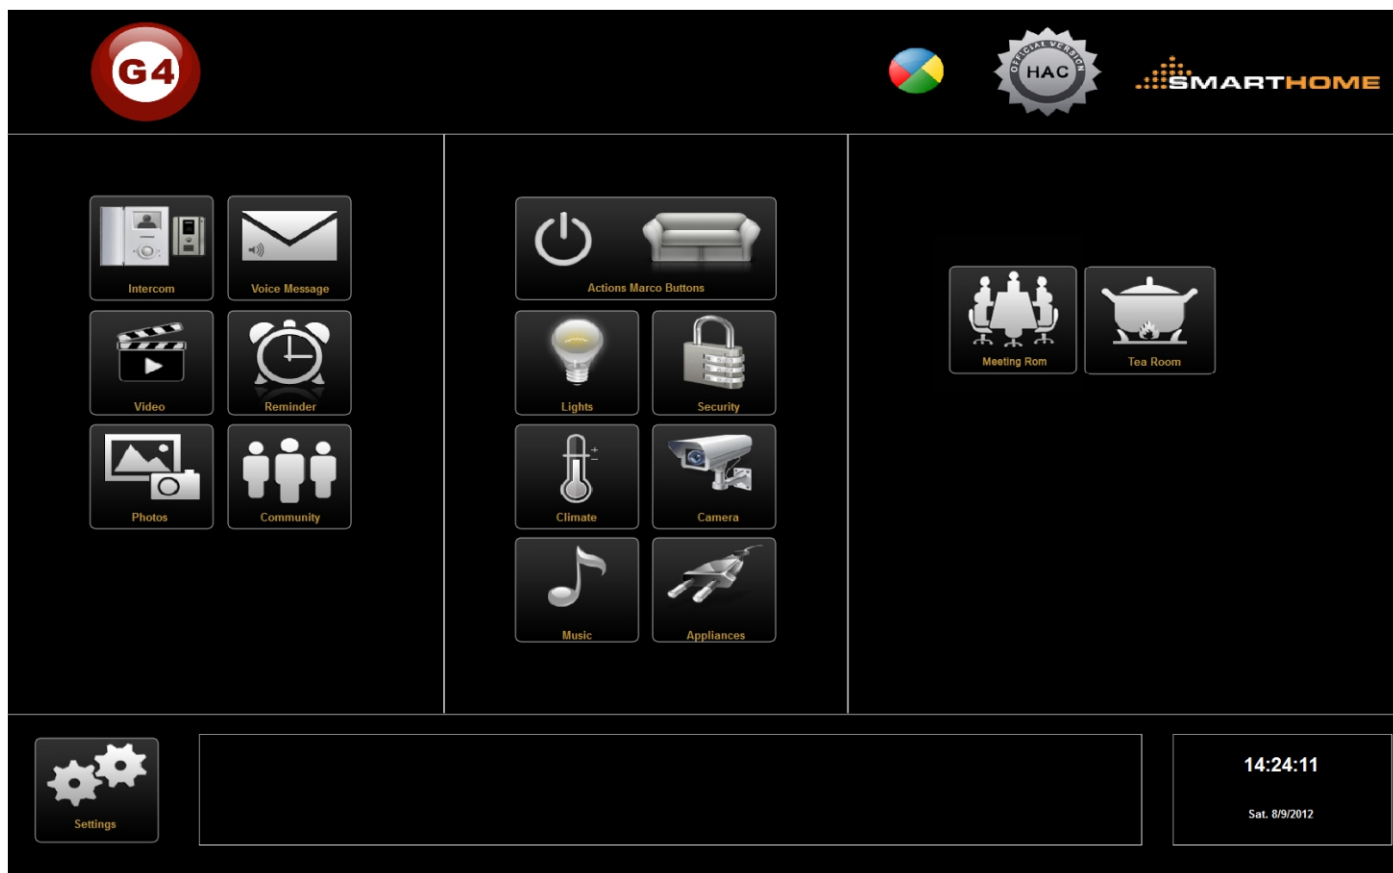 G4
OFFICIAL VERSION
HAC
SMARTHOME
Intercom
Voice Message
Video
Reminder
Photos
Community
Actions Marco Buttons
Lights
Security
Climate
Camera
Music
Appliances
Meeting Rom
Tea Room
Settings
14:24:11
Sat. 8/9/2012